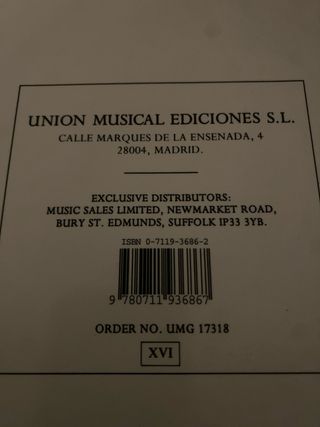 UNION MUSICAL EDICIONES S.L.
CALLE MARQUES DE LA ENSENADA, 4
28004, MADRID.
EXCLUSIVE DISTRIBUTORS:
MUSIC SALES LIMITED, NEWMARKET ROAD,
BURY ST. EDMUNDS, SUFFOLK IP33 3YB.
ISBN 0-7119-3686-2
9 780711 936867
ORDER NO. UMG 17318
XVI